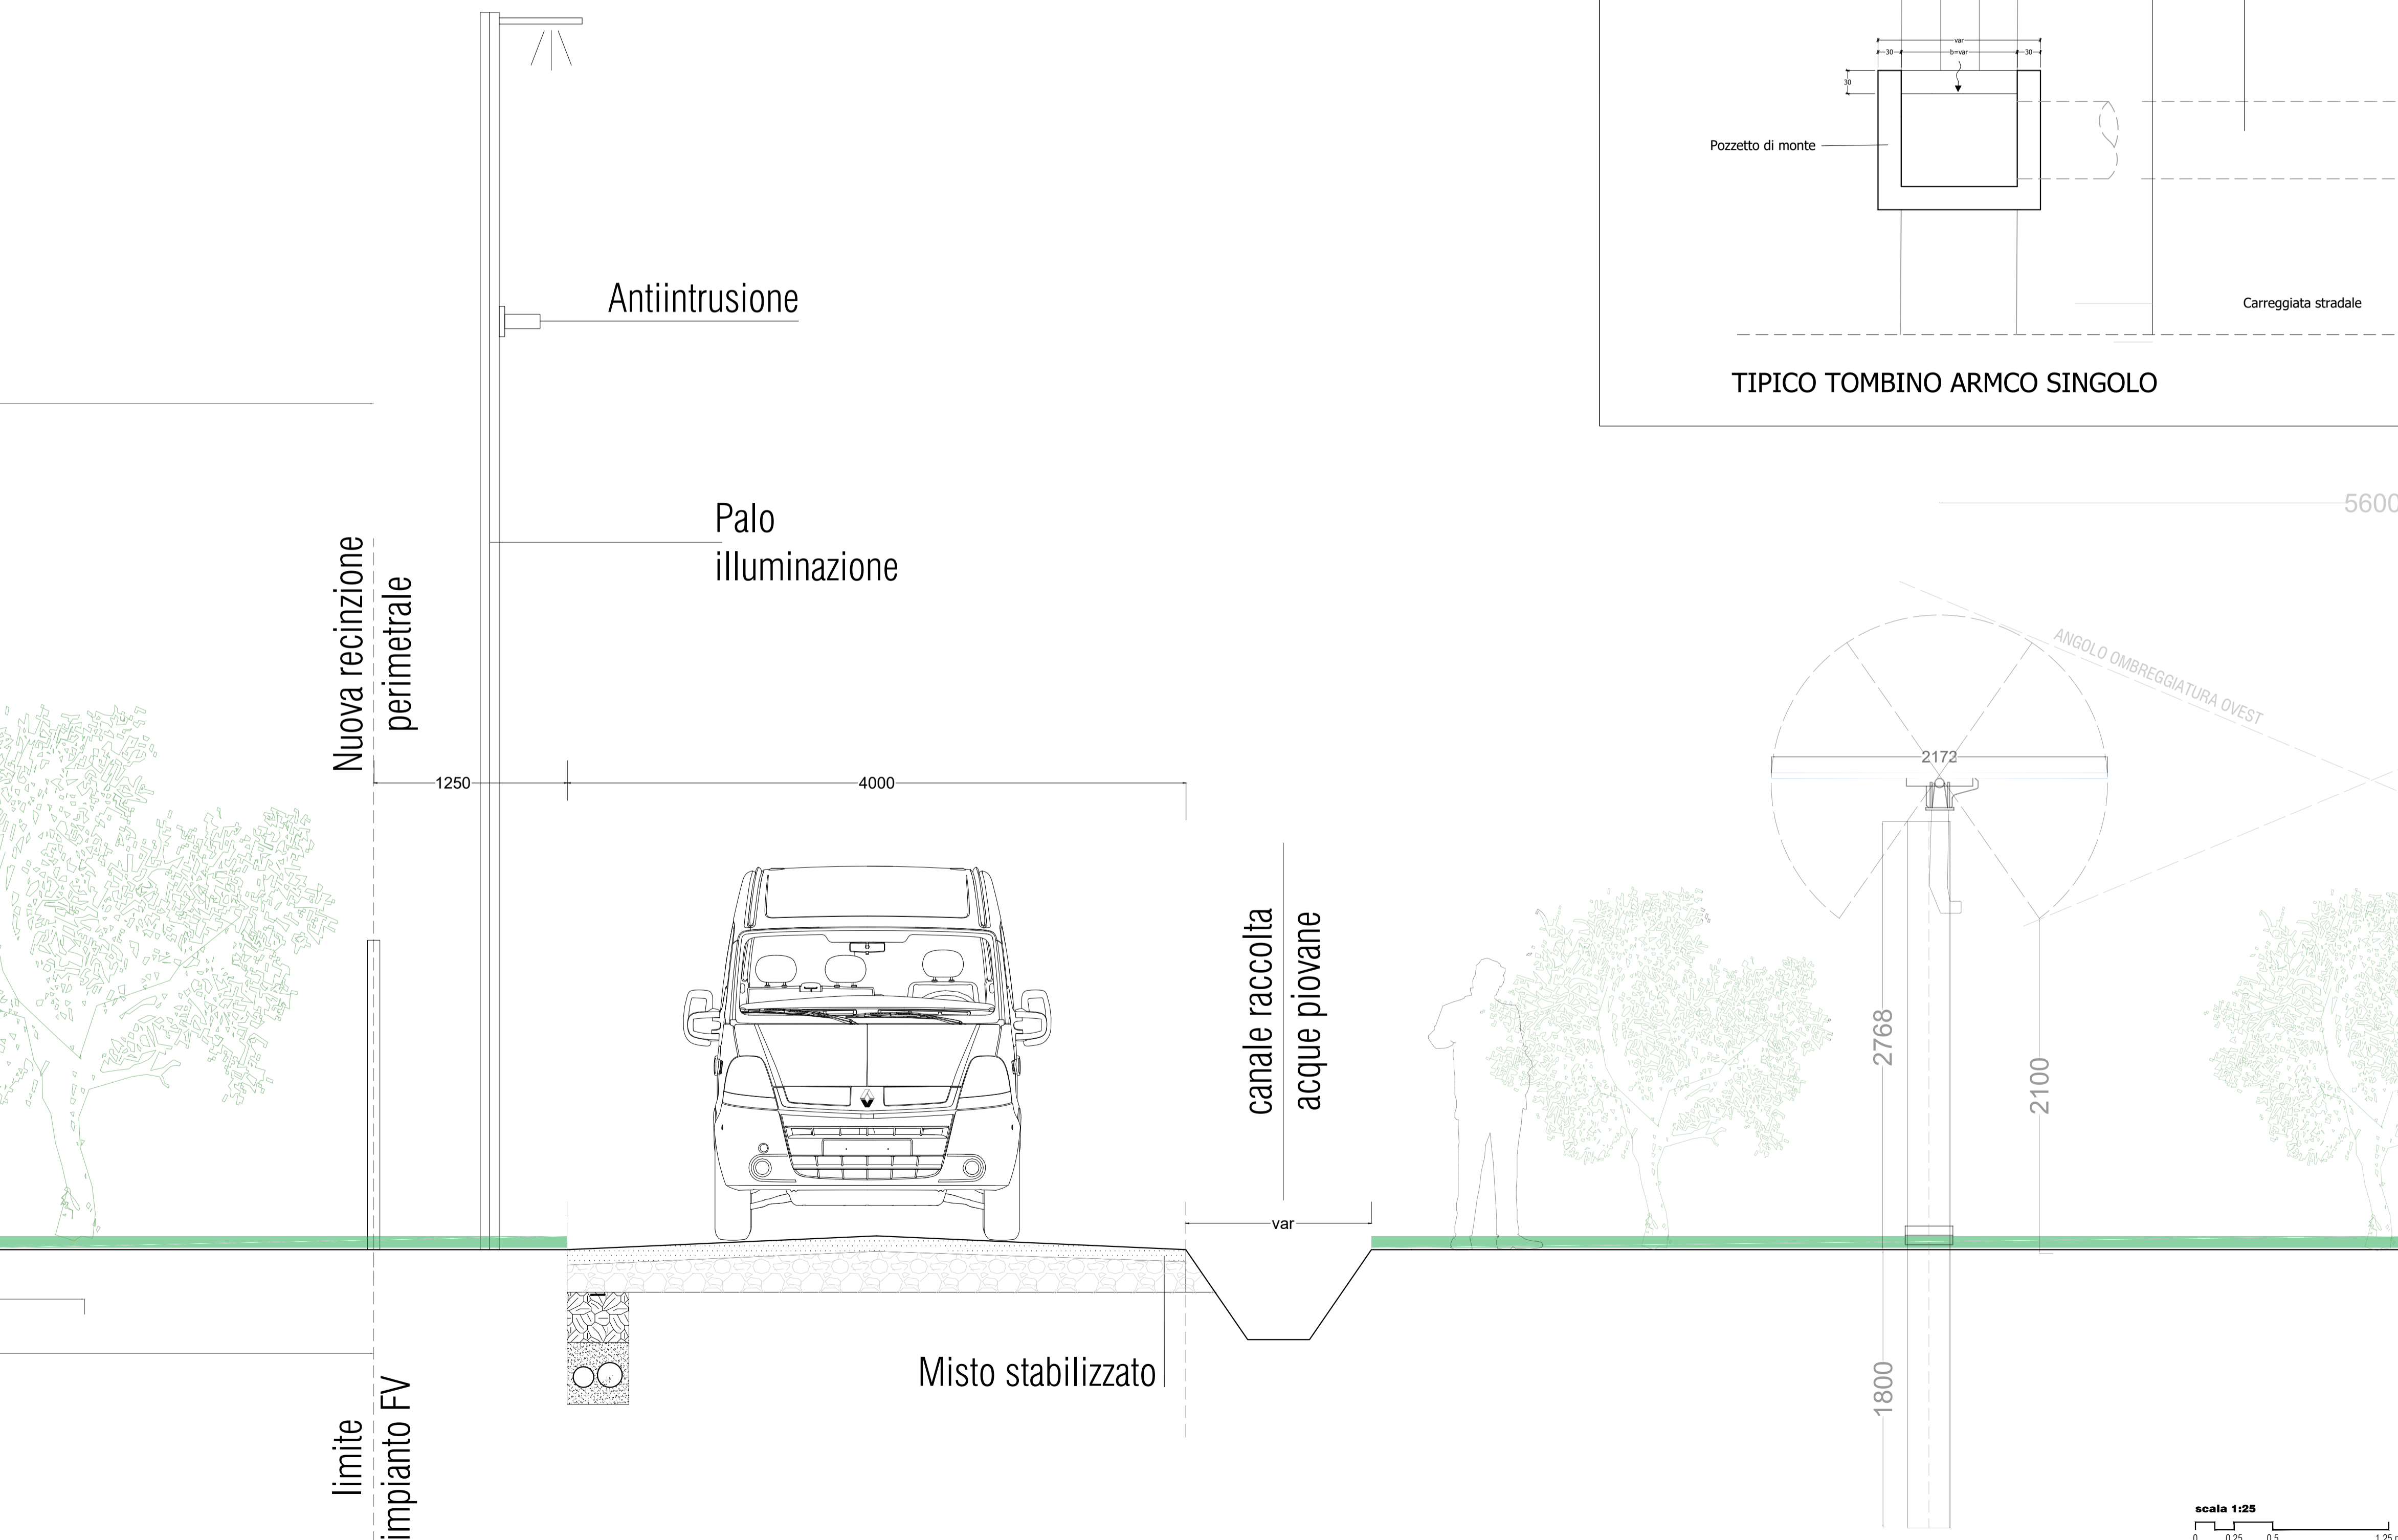 var
30
b=var
30
30
Pozzetto di monte
Carreggiata stradale
TIPICO TOMBINO ARMCO SINGOLO
Antiintrusione
Palo
illuminazione
Nuova recinzione
perimetrale
5600
ANGOLO OMBREGGIATURA OVEST
2172
1250
4000
canale raccolta
acque piovane
2768
2100
var
Misto stabilizzato
1800
limite
impianto FV
scala 1:25
0 0.25 0.5 1.25